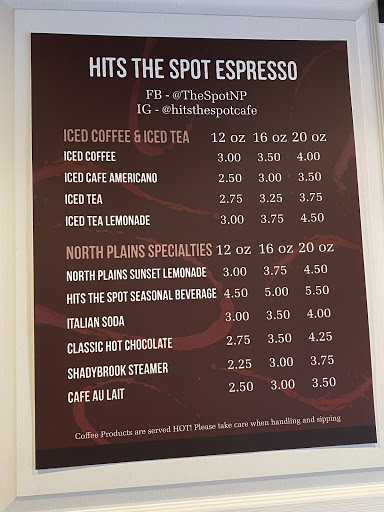 HITS THE SPOT ESPRESSO
FB - @TheSpotNP
IG - @hitsthespotcafe
ICED COFFEE & ICED TEA 12 oz 16 oz 20 oz
ICED COFFEE 3.00 3.50 4.00
ICED CAFE AMERICANO 2.50 3.00 3.50
ICED TEA 2.75 3.25 3.75
ICED TEA LEMONADE 3.00 3.75 4.50
NORTH PLAINS SPECIALTIES 12 oz 16 oz 20 oz
NORTH PLAINS SUNSET LEMONADE 3.00 3.75 4.50
HITS THE SPOT SEASONAL BEVERAGE 4.50 5.00 5.50
ITALIAN SODA 3.00 3.50 4.00
CLASSIC HOT CHOCOLATE 2.75 3.50 4.25
SHADYBROOK STEAMER 2.25 3.00 3.75
CAFE AU LAIT 2.50 3.00 3.50
Coffee Products are served HOT! Please take care when handling and sipping